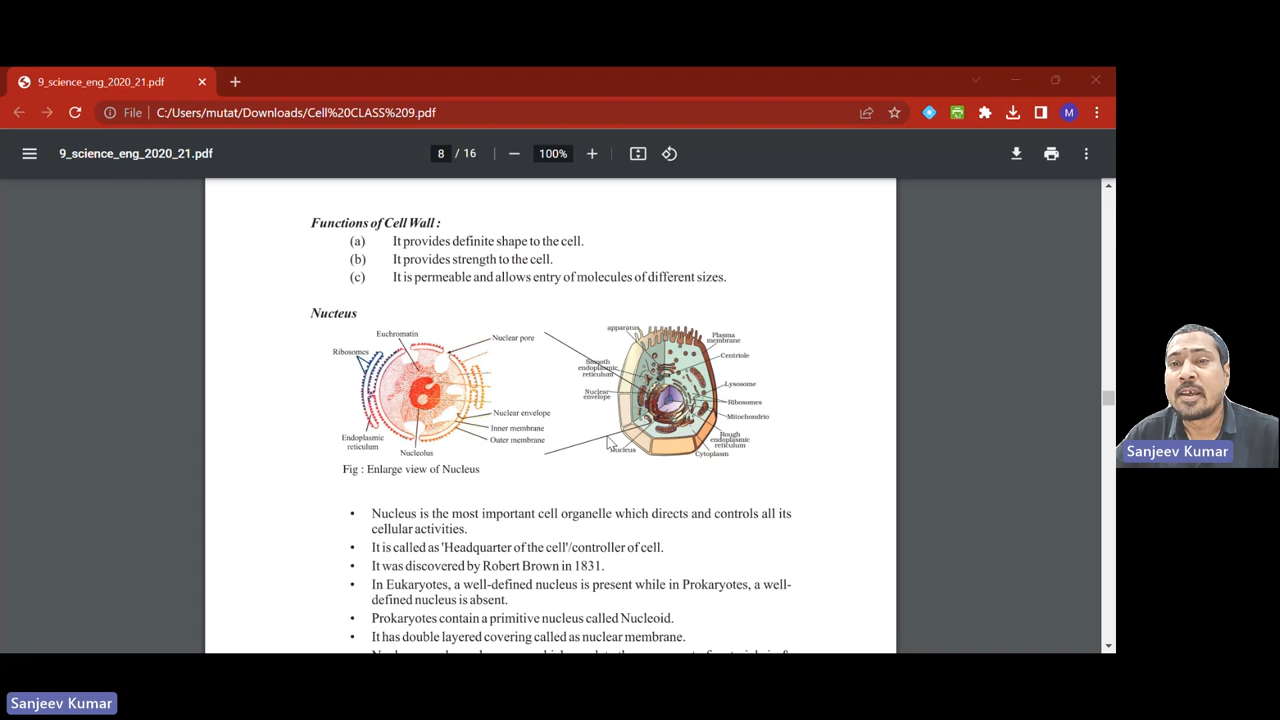 9_science_eng_2020_21.pdf
File C:/Users/mutat/Downloads/Cell%20CLASS%209.pdf
M
9_science_eng_2020_21.pdf
8 / 16
100%
Functions of Cell Wall :
(a) It provides definite shape to the cell.
(b) It provides strength to the cell.
(c) It is permeable and allows entry of molecules of different sizes.
Nucteus
Euchromatin
Nuclear pore
Ribosomes
Nuclear envelope
Inner membrane
Outer membrane
Endoplasmic
reticulum
Nucleolus
Fig : Enlarge view of Nucleus
apparatus
Plasma
membrane
Centriole
Smooth
endoplasmic
reticulum
Nuclear
envelope
Lysosome
Ribosomes
Mitochondrio
Rough
endoplasmic
reticulum
Nucleus
Cytoplasm
• Nucleus is the most important cell organelle which directs and controls all its
cellular activities.
• It is called as 'Headquarter of the cell'/controller of cell.
• It was discovered by Robert Brown in 1831.
• In Eukaryotes, a well-defined nucleus is present while in Prokaryotes, a well-
defined nucleus is absent.
• Prokaryotes contain a primitive nucleus called Nucleoid.
• It has double layered covering called as nuclear membrane.
Sanjeev Kumar
Sanjeev Kumar